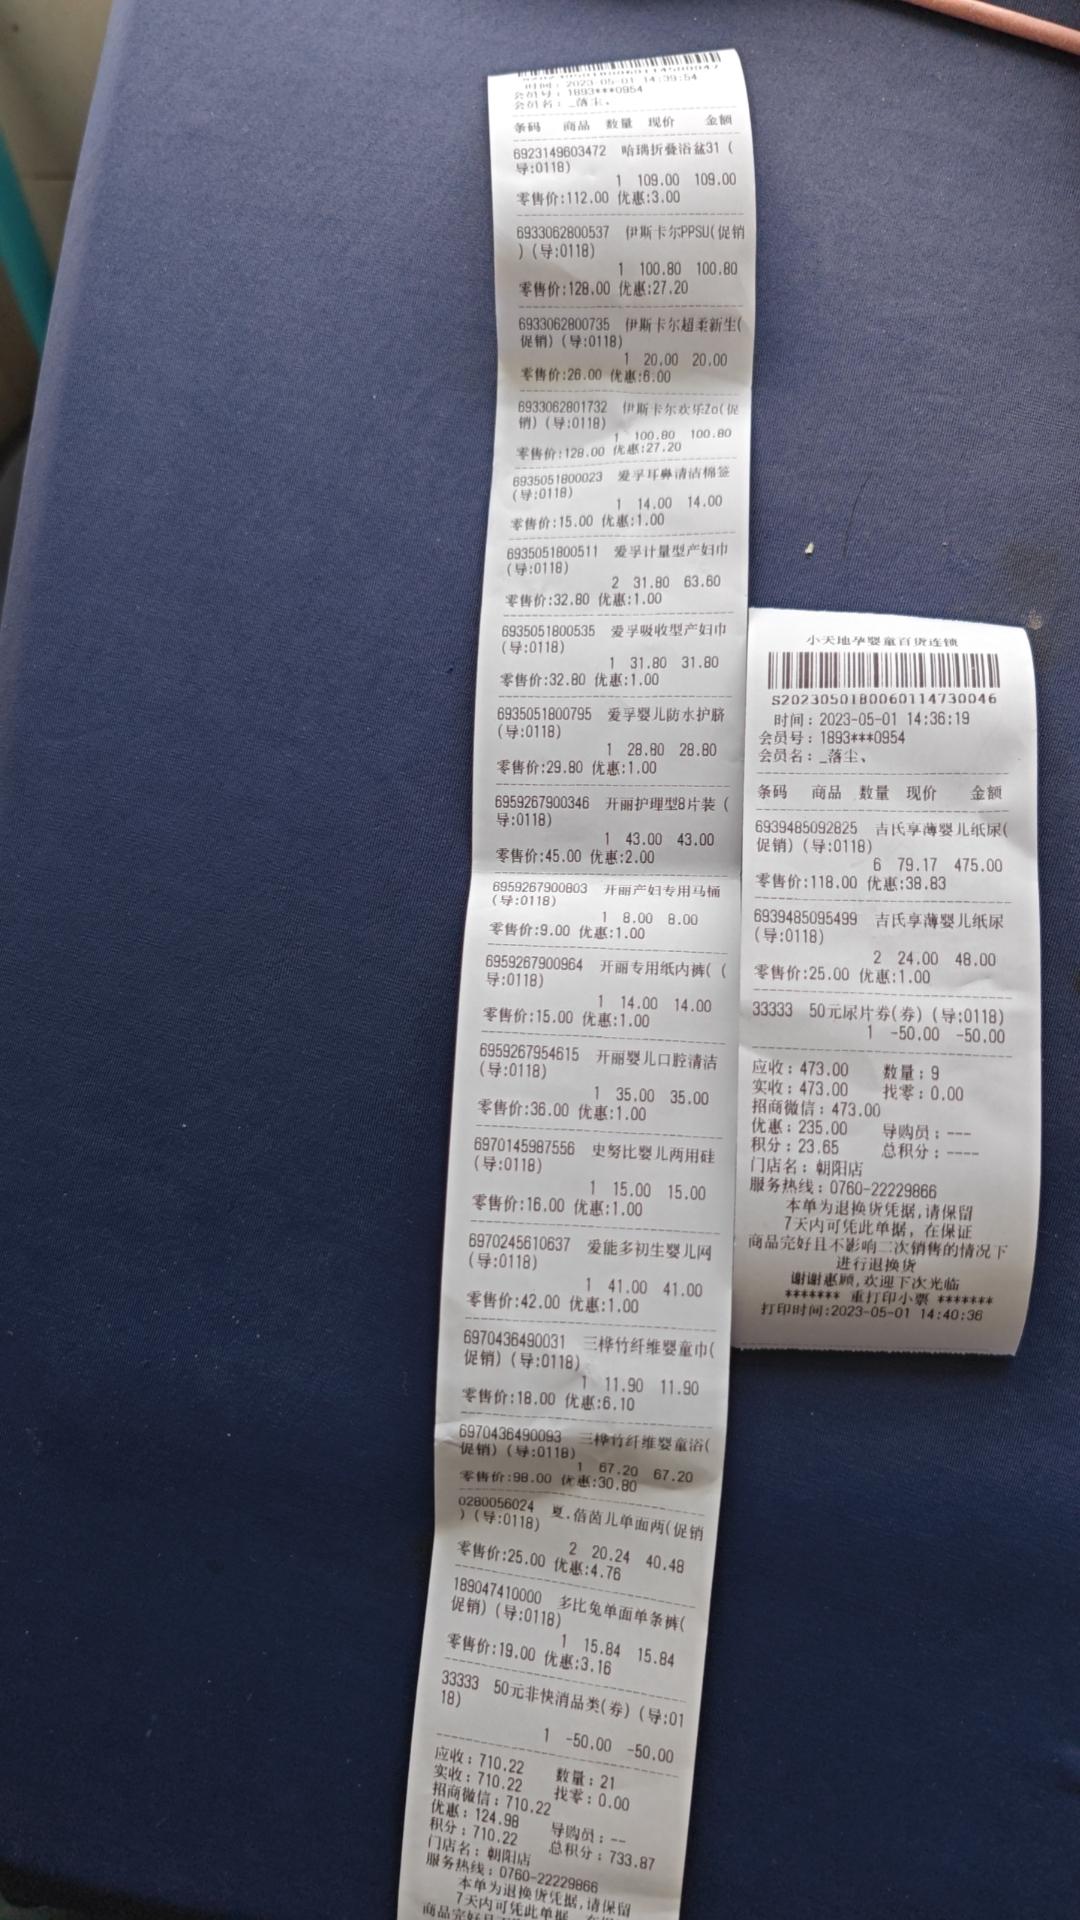 时间：2023-05-01 14:39:54
会员号：1893***0954
会员名：_落尘、
条码 商品 数量 现价 金额
6923149603472 哈瑀折叠浴盆31（
导:0118)
1 109.00 109.00
零售价:112.00 优惠:3.00
6933062800537 伊斯卡尔PPSU(促销
）(导:0118)
1 100.80 100.80
零售价:128.00 优惠:27.20
6933062800735 伊斯卡尔超柔新生(
促销）(导:0118)
1 20.00 20.00
零售价:26.00 优惠:6.00
6933062801732 伊斯卡尔欢乐Zo(促
销）(导:0118)
1 100.80 100.80
零售价:128.00 优惠:27.20
6935051800023 爱孚耳鼻清洁棉签
(导:0118)
1 14.00 14.00
零售价:15.00 优惠:1.00
6935051800511 爱孚计量型产妇巾
(导:0118)
2 31.80 63.60
零售价:32.80 优惠:1.00
6935051800535 爱孚吸收型产妇巾
(导:0118)
1 31.80 31.80
零售价:32.80 优惠:1.00
6935051800795 爱孚婴儿防水护脐
(导:0118)
1 28.80 28.80
零售价:29.80 优惠:1.00
6959267900346 开丽护理型8片装（
导:0118)
1 43.00 43.00
零售价:45.00 优惠:2.00
6959267900803 开丽产妇专用马桶
(导:0118)
1 8.00 8.00
零售价:9.00 优惠:1.00
6959267900964 开丽专用纸内裤(（
导:0118)
1 14.00 14.00
零售价:15.00 优惠:1.00
6959267954615 开丽婴儿口腔清洁
(导:0118)
1 35.00 35.00
零售价:36.00 优惠:1.00
6970145987556 史努比婴儿两用硅
(导:0118)
1 15.00 15.00
零售价:16.00 优惠:1.00
6970245610637 爱能多初生婴儿网
(导:0118)
1 41.00 41.00
零售价:42.00 优惠:1.00
6970436490031 三桦竹纤维婴童巾(
促销）(导:0118)
1 11.90 11.90
零售价:18.00 优惠:6.10
6970436490093 三桦竹纤维婴童浴(
促销）(导:0118)
1 67.20 67.20
零售价:98.00 优惠:30.80
0280056024 夏.蓓茵儿单面两(促销
）(导:0118)
2 20.24 40.48
零售价:25.00 优惠:4.76
189047410000 多比兔单面单条裤(
促销）(导:0118)
1 15.84 15.84
零售价:19.00 优惠:3.16
33333 50元非快消品类(券)（导:01
18)
1 -50.00 -50.00
应收：710.22 数量：21
实收：710.22 找零：0.00
招商微信：710.22
优惠：124.98 导购员：--
积分：710.22 总积分：733.87
门店名：朝阳店
服务热线：0760-22229866
本单为退换货凭据,请保留
7天内可凭此单据，在保证
小天地孕婴童百货连锁
S2023050180060114730046
时间：2023-05-01 14:36:19
会员号：1893***0954
会员名：_落尘、
条码 商品 数量 现价 金额
6939485092825 吉氏享薄婴儿纸尿(
促销）(导:0118)
6 79.17 475.00
零售价:118.00 优惠:38.83
6939485095499 吉氏享薄婴儿纸尿
(导:0118)
2 24.00 48.00
零售价:25.00 优惠:1.00
33333 50元尿片券(券)（导:0118)
1 -50.00 -50.00
应收：473.00 数量：9
实收：473.00 找零：0.00
招商微信：473.00
优惠：235.00 导购员：---
积分：23.65 总积分：----
门店名：朝阳店
服务热线：0760-22229866
本单为退换货凭据,请保留
7天内可凭此单据，在保证
商品完好且不影响二次销售的情况下
进行退换货
谢谢惠顾,欢迎下次光临
******* 重打印小票 *******
打印时间:2023-05-01 14:40:36